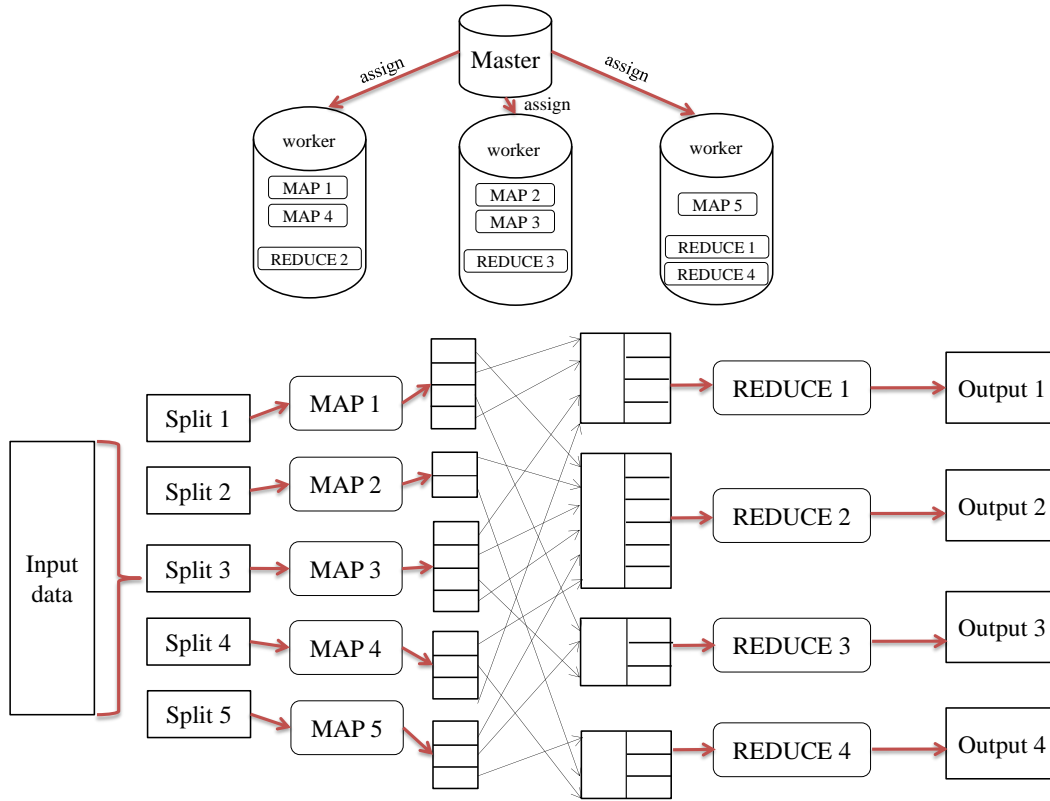 Master
assign
assign
assign
worker
MAP 1
MAP 4
REDUCE 2
worker
MAP 2
MAP 3
REDUCE 3
worker
MAP 5
REDUCE 1
REDUCE 4
Input
data
Split 1
Split 2
Split 3
Split 4
Split 5
MAP 1
MAP 2
MAP 3
MAP 4
MAP 5
REDUCE 1
REDUCE 2
REDUCE 3
REDUCE 4
Output 1
Output 2
Output 3
Output 4